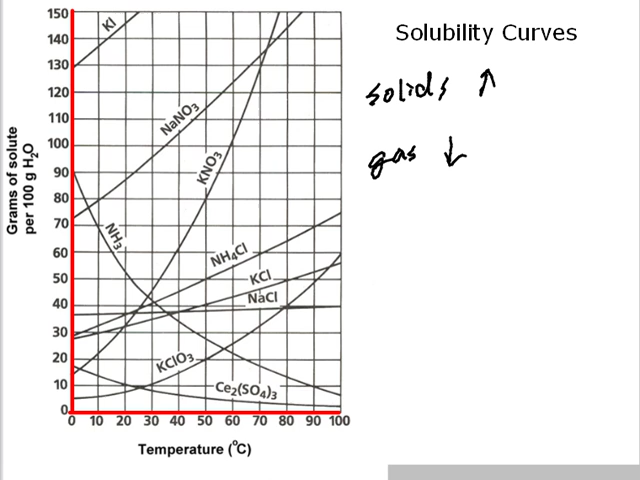 Solubility Curves
solids ↑
gas ↓
Grams of solute
per 100 g H₂O
150
140
130
120
110
100
90
80
70
60
50
40
30
20
10
0
KI
NaNO₃
KNO₃
NH₃
NH₄Cl
KCl
NaCl
KClO₃
Ce₂(SO₄)₃
0 10 20 30 40 50 60 70 80 90 100
Temperature (°C)